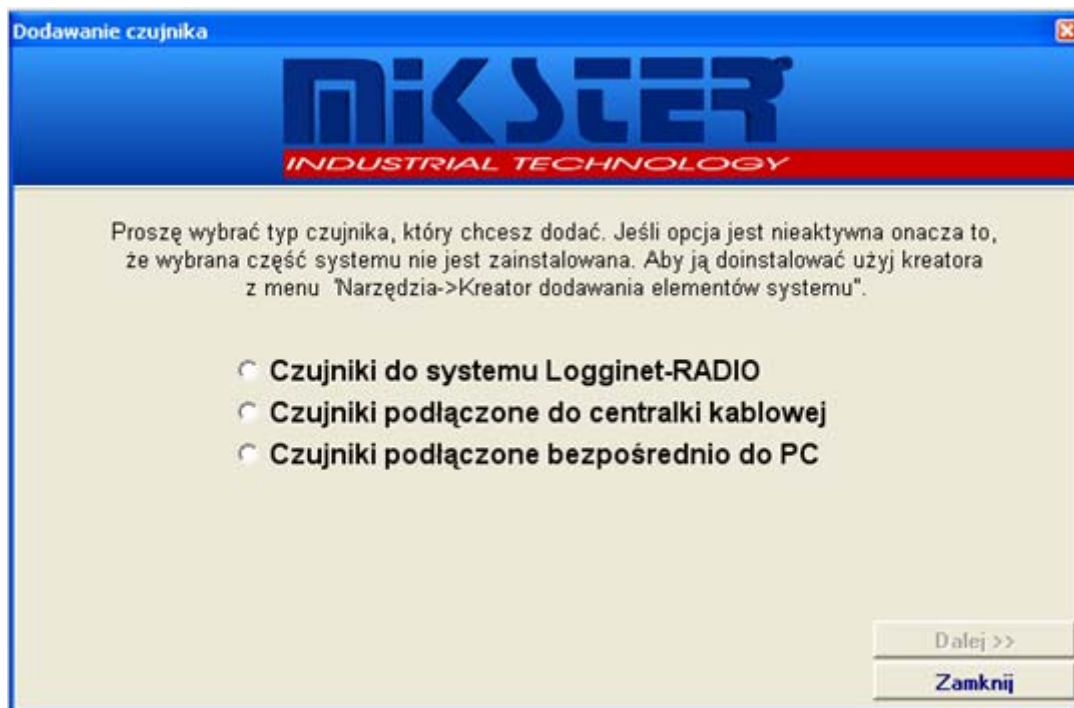 Dodawanie czujnika
MIKSTER
INDUSTRIAL TECHNOLOGY
Proszę wybrać typ czujnika, który chcesz dodać. Jeśli opcja jest nieaktywna onacza to,
że wybrana część systemu nie jest zainstalowana. Aby ją doinstalować użyj kreatora
z menu "Narzędzia->Kreator dodawania elementów systemu".
Czujniki do systemu Logginet-RADIO
Czujniki podłączone do centralki kablowej
Czujniki podłączone bezpośrednio do PC
Dalej >>
Zamknij